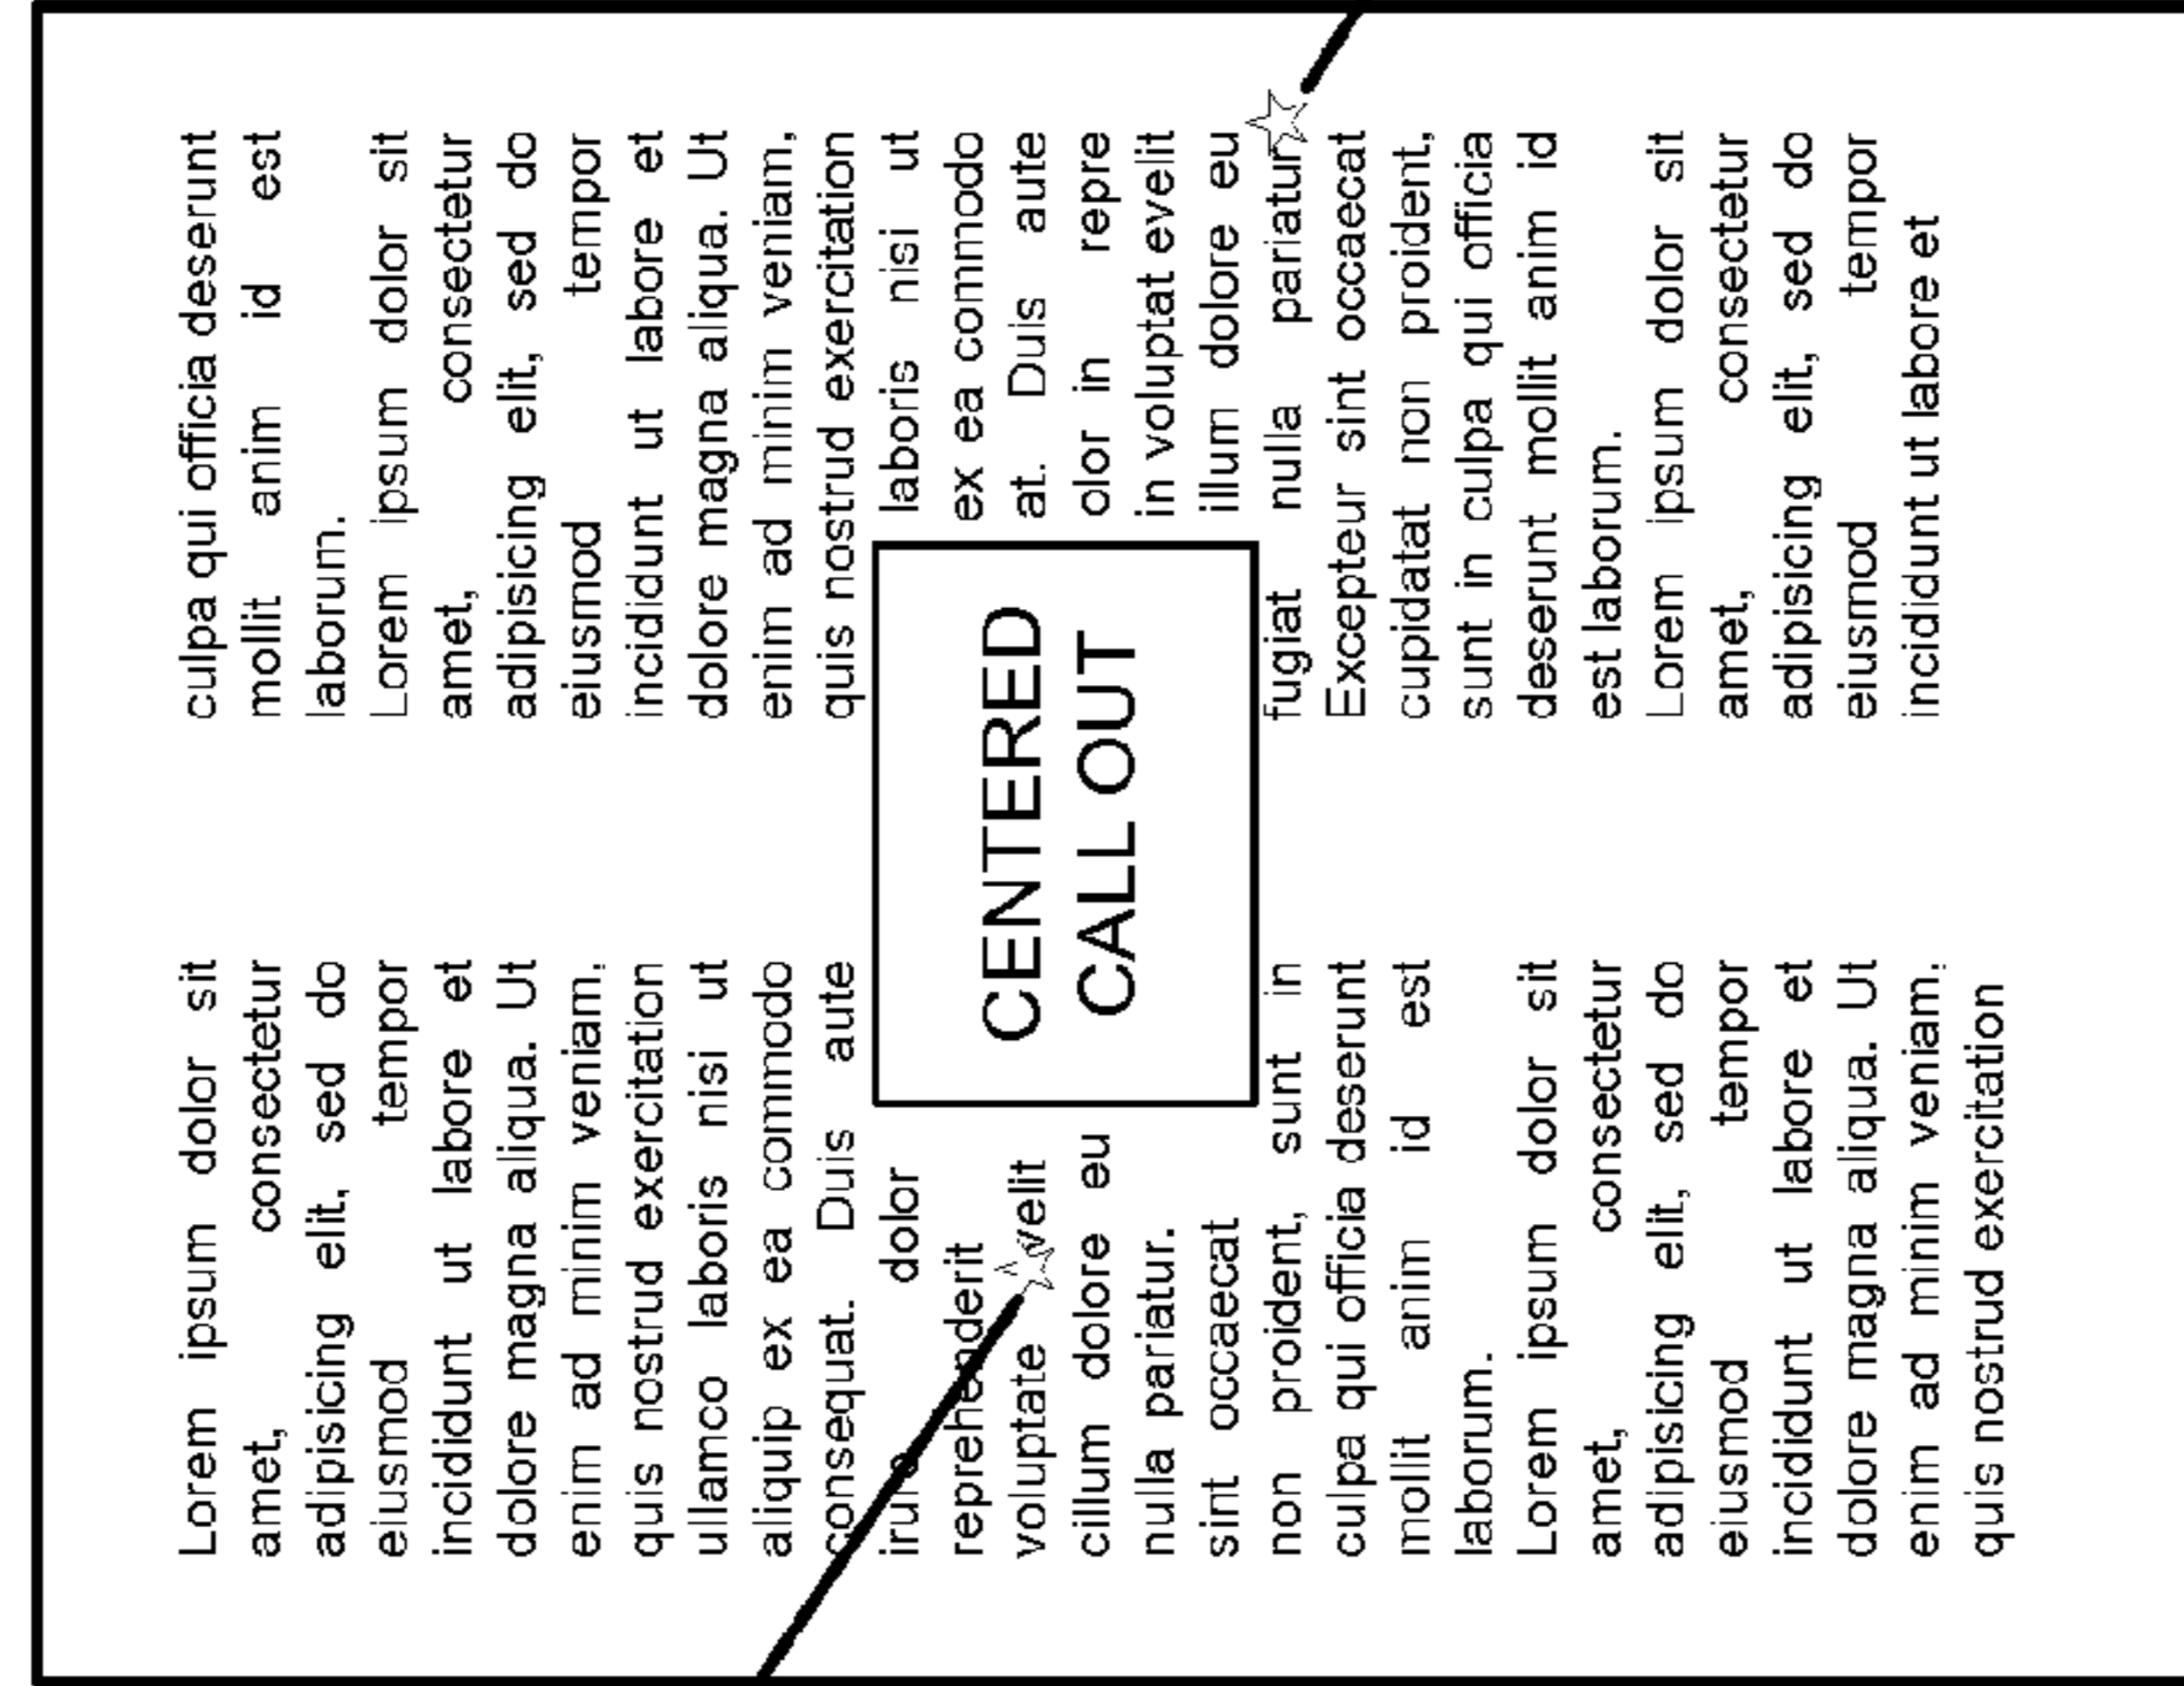 Lorem ipsum dolor sit
amet, consectetur
adipisicing elit, sed do
eiusmod tempor
incididunt ut labore et
dolore magna aliqua. Ut
enim ad minim veniam,
quis nostrud exercitation
ullamco laboris nisi ut
aliquip ex ea commodo
consequat. Duis aute
irure dolor
reprehenderit
voluptate velit
cillum dolore eu
nulla pariatur.
sint occaecat
non proident, sunt in
culpa qui officia deserunt
mollit anim id est
laborum.
Lorem ipsum dolor sit
amet, consectetur
adipisicing elit, sed do
eiusmod tempor
incididunt ut labore et
dolore magna aliqua. Ut
enim ad minim veniam,
quis nostrud exercitation
CENTERED
CALL OUT
culpa qui officia deserunt
mollit anim id est
laborum.
Lorem ipsum dolor sit
amet, consectetur
adipisicing elit, sed do
eiusmod tempor
incididunt ut labore et
dolore magna aliqua. Ut
enim ad minim veniam,
quis nostrud exercitation
laboris nisi ut
ex ea commodo
at. Duis aute
olor in repre
in voluptat evelit
illum dolore eu
fugiat nulla pariatur
Excepteur sint occaecat
cupidatat non proident,
sunt in culpa qui officia
deserunt mollit anim id
est laborum.
Lorem ipsum dolor sit
amet, consectetur
adipisicing elit, sed do
eiusmod tempor
incididunt ut labore et